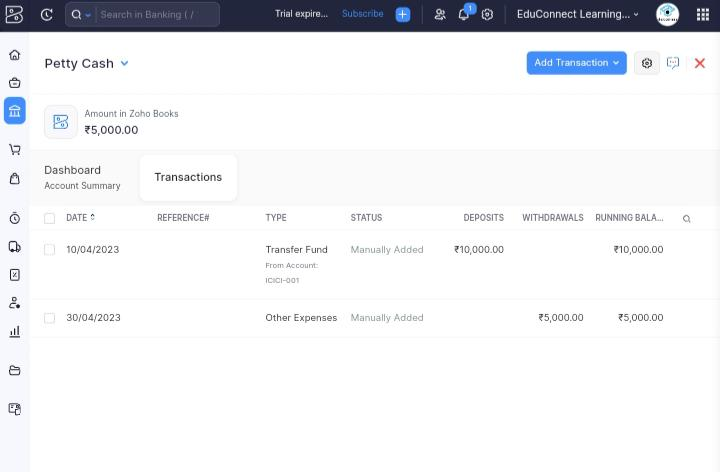 Search in Banking ( / )
Trial expire... Subscribe 1 EduConnect Learning...
Petty Cash Add Transaction
Amount in Zoho Books
₹5,000.00
Dashboard
Account Summary
Transactions
DATE REFERENCE# TYPE STATUS DEPOSITS WITHDRAWALS RUNNING BALA...
10/04/2023 Transfer Fund Manually Added ₹10,000.00 ₹10,000.00
From Account:
ICICI-001
30/04/2023 Other Expenses Manually Added ₹5,000.00 ₹5,000.00